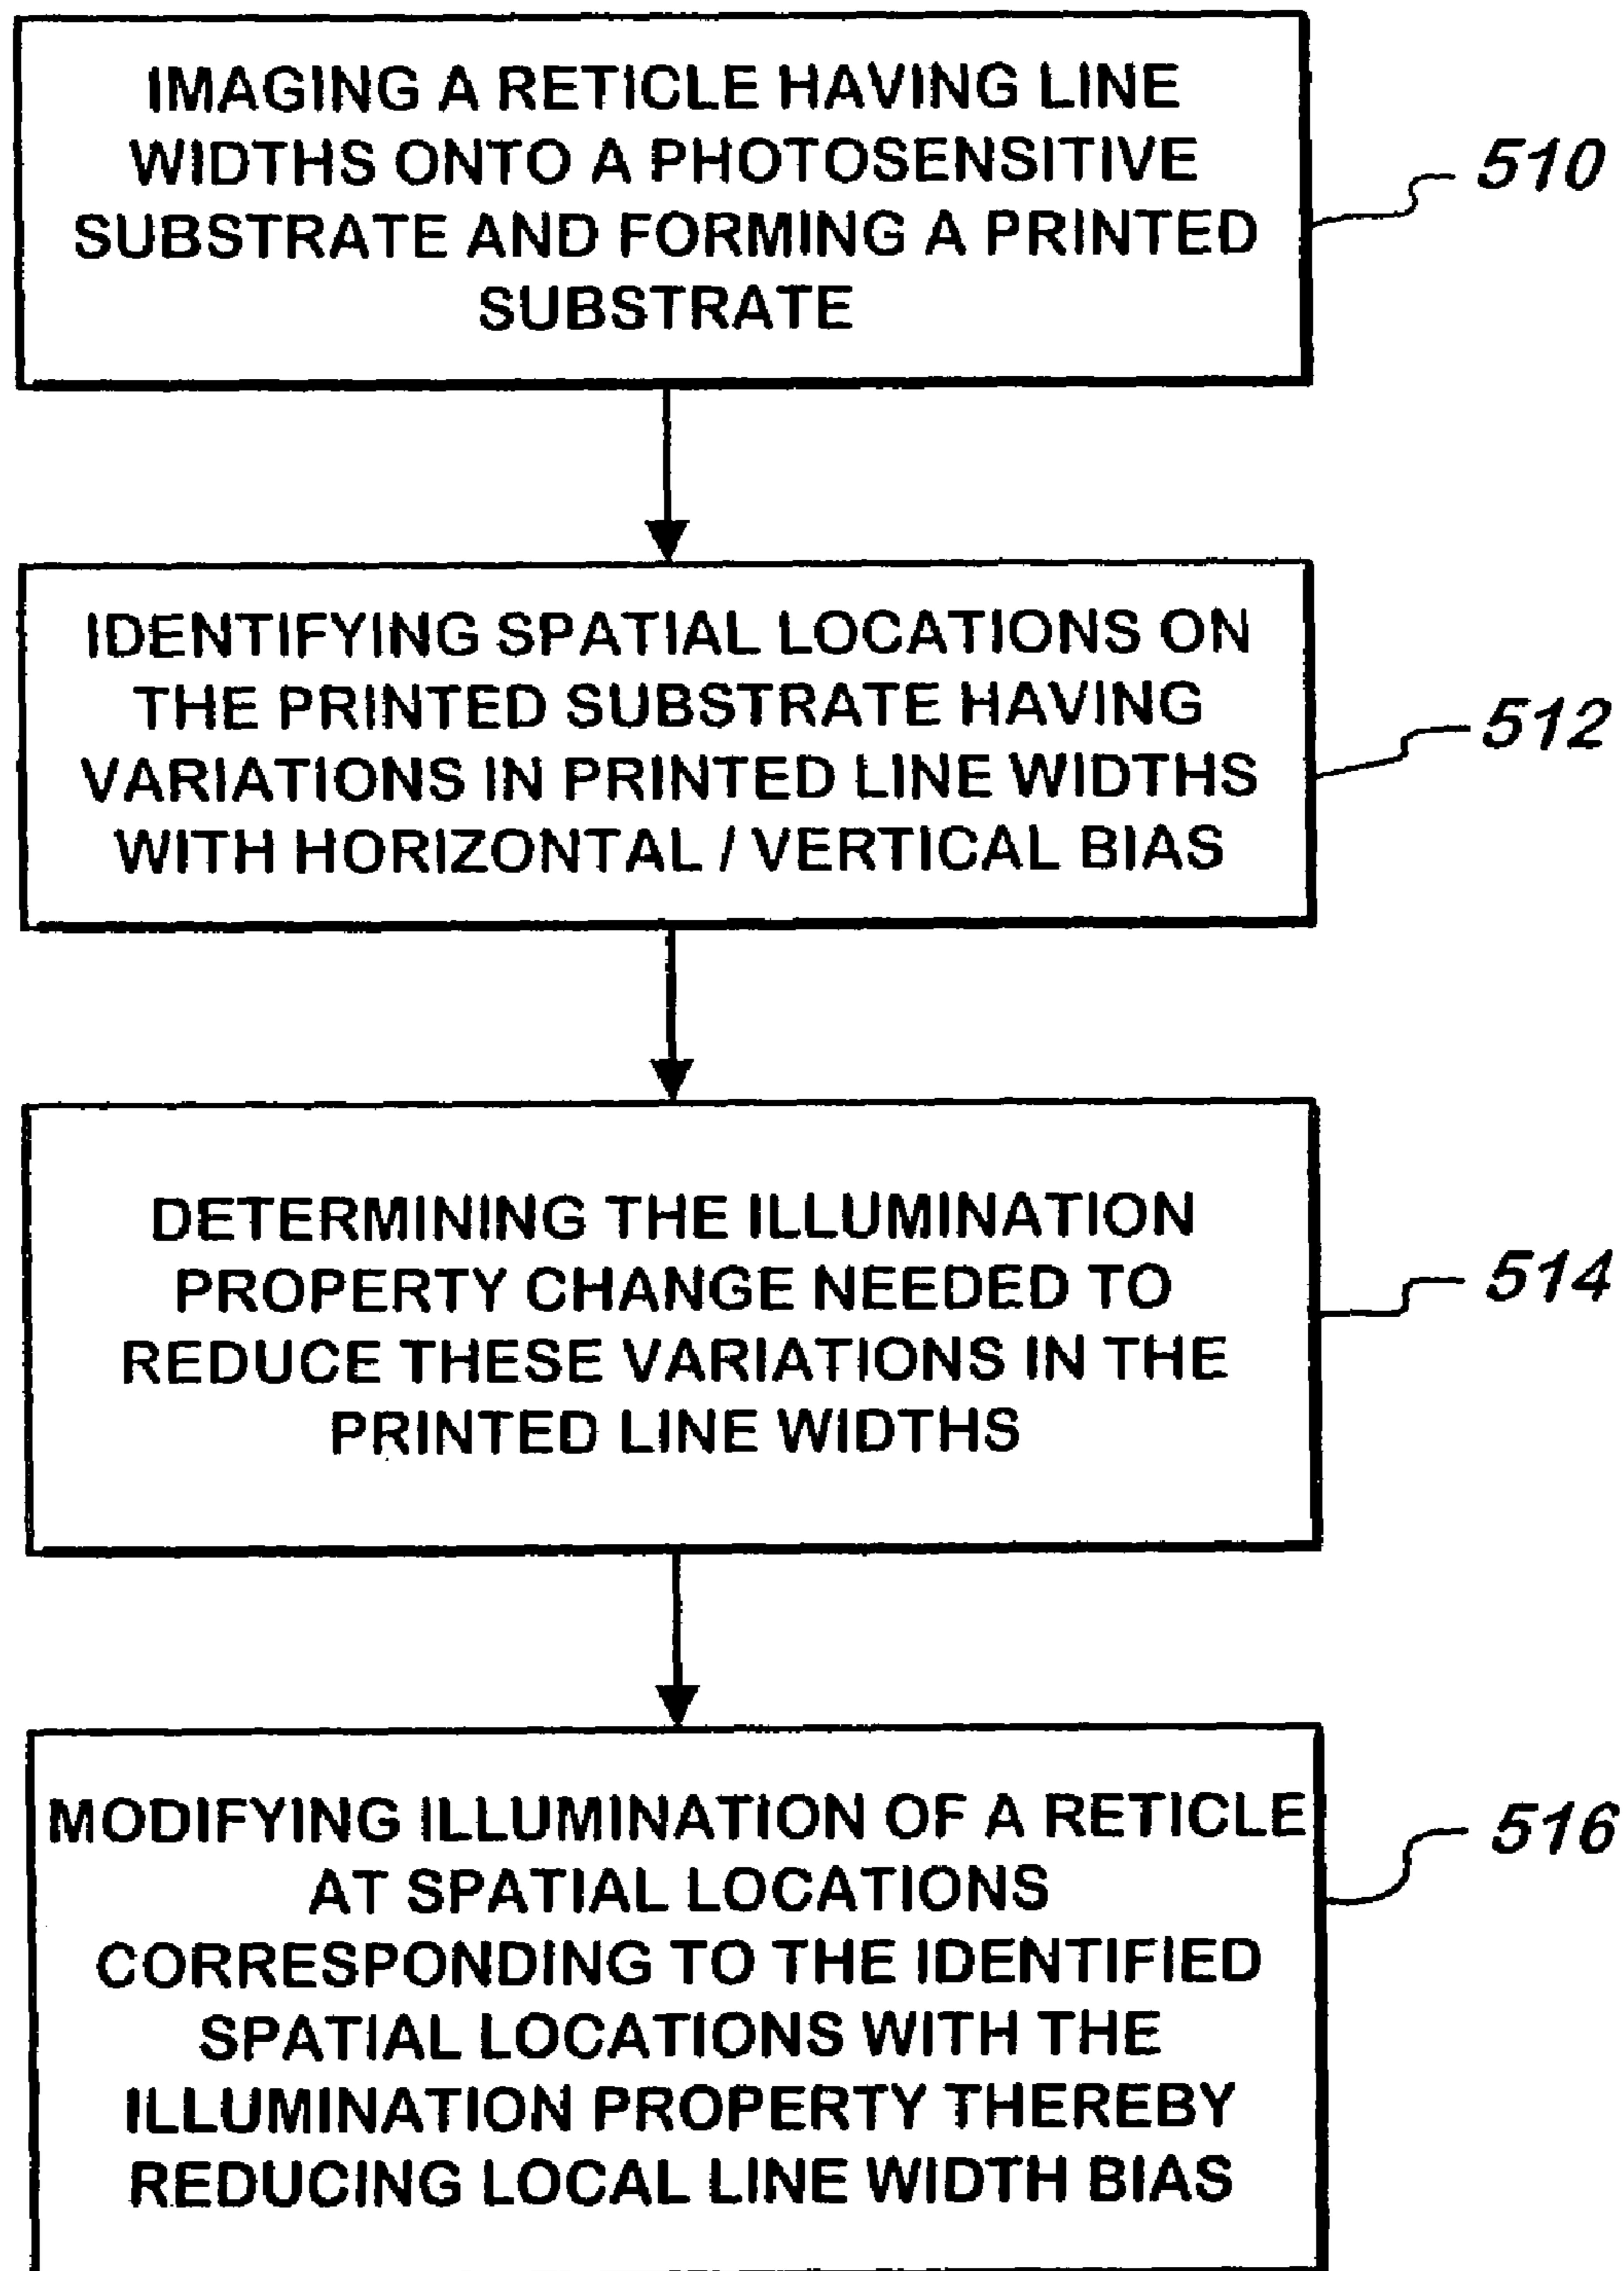 IMAGING A RETICLE HAVING LINE
WIDTHS ONTO A PHOTOSENSITIVE
SUBSTRATE AND FORMING A PRINTED
SUBSTRATE
510
IDENTIFYING SPATIAL LOCATIONS ON
THE PRINTED SUBSTRATE HAVING
VARIATIONS IN PRINTED LINE WIDTHS
WITH HORIZONTAL / VERTICAL BIAS
512
DETERMINING THE ILLUMINATION
PROPERTY CHANGE NEEDED TO
REDUCE THESE VARIATIONS IN THE
PRINTED LINE WIDTHS
514
MODIFYING ILLUMINATION OF A RETICLE
AT SPATIAL LOCATIONS
CORRESPONDING TO THE IDENTIFIED
SPATIAL LOCATIONS WITH THE
ILLUMINATION PROPERTY THEREBY
REDUCING LOCAL LINE WIDTH BIAS
516